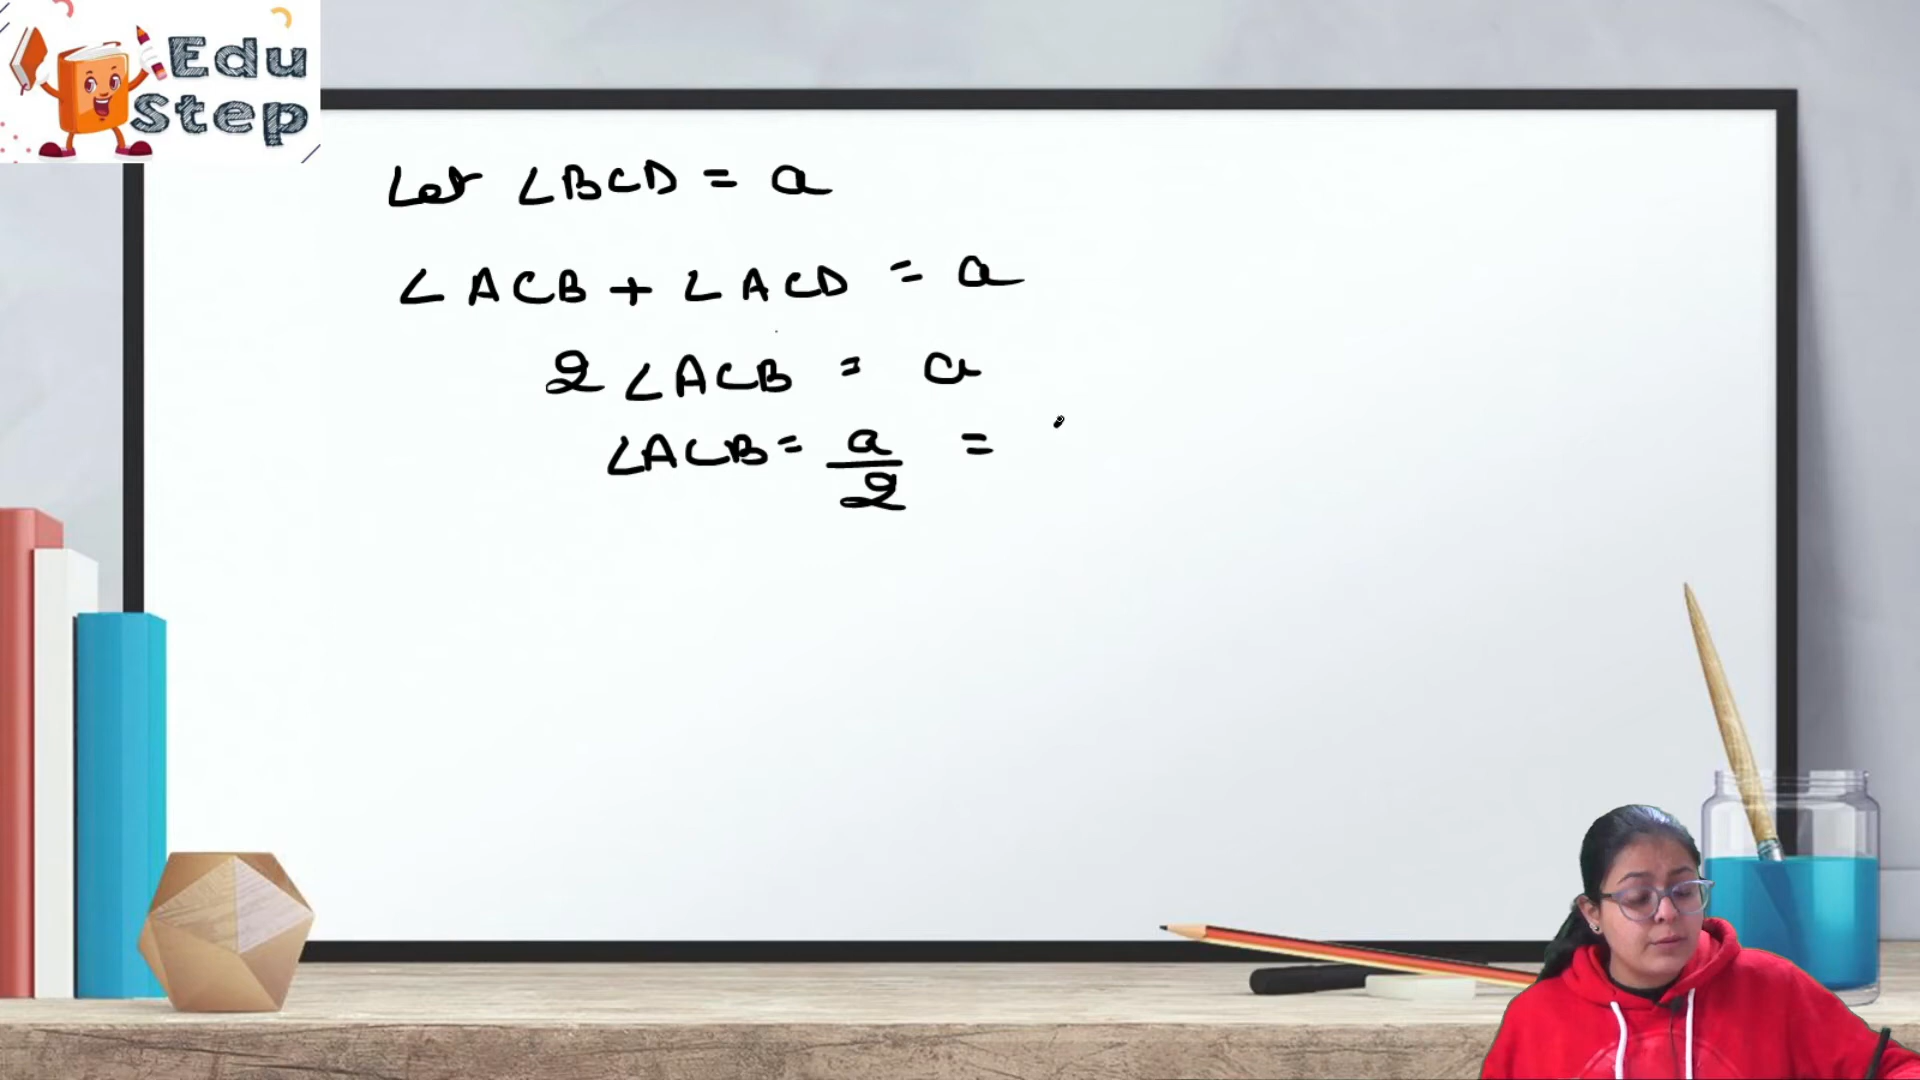 Edu
Step
Let ∠BCD = a
∠ACB + ∠ACD = a
2 ∠ACB = a
∠ACB = a/2 =